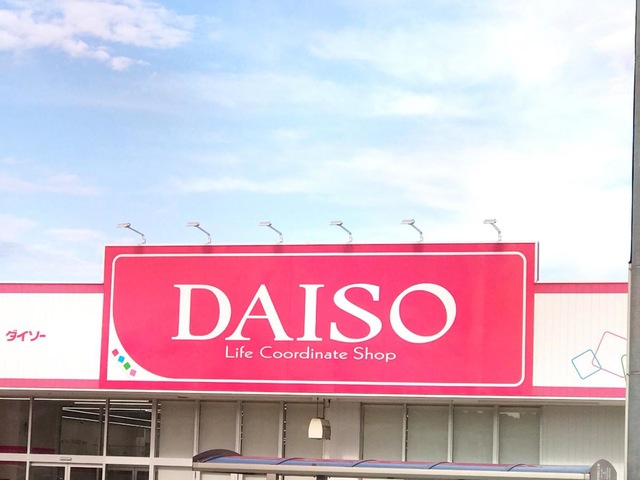 DAISO
Life Coordinate Shop
ダイソー